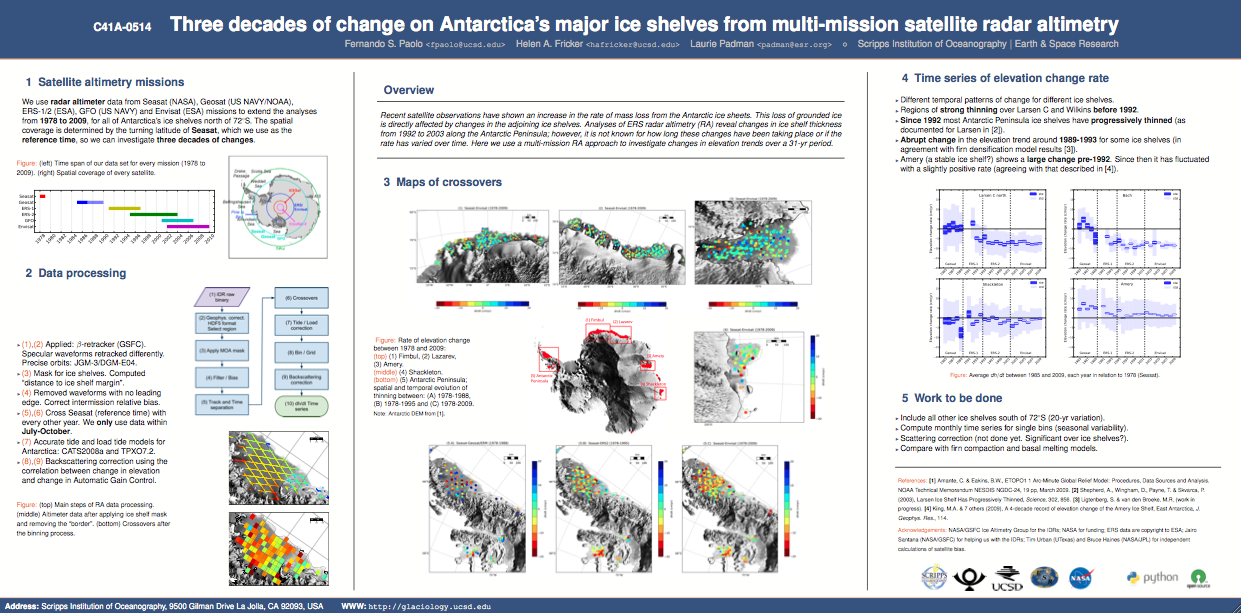 C41A-0514 Three decades of change on Antarctica's major ice shelves from multi-mission satellite radar altimetry
Fernando S. Paolo <fpaolo@ucsd.edu> Helen A. Fricker <hafricker@ucsd.edu> Laurie Padman <padman@esr.org> ○ Scripps Institution of Oceanography | Earth & Space Research
1 Satellite altimetry missions
We use radar altimeter data from Seasat (NASA), Geosat (US NAVY/NOAA),
ERS-1/2 (ESA), GFO (US NAVY) and Envisat (ESA) missions to extend the analyses
from 1978 to 2009, for all of Antarctica's ice shelves north of 72°S. The spatial
coverage is determined by the turning latitude of Seasat, which we use as the
reference time, so we can investigate three decades of changes.
Figure: (left) Time span of our data set for every mission (1978 to
2009). (right) Spatial coverage of every satellite.
Seasat
Geosat
ERS-1
ERS-2
GFO
Envisat
1978 1980 1982 1984 1986 1988 1990 1992 1994 1996 1998 2000 2002 2004 2006 2008 2010
2 Data processing
(1) IDR raw
binary
(2) Geophys. correct.
HDF5 format
Select region
(3) Apply MOA mask
(4) Filter / Bias
(5) Track and Time
separation
(6) Crossovers
(7) Tide / Load
correction
(8) Bin / Grid
(9) Backscattering
correction
(10) dh/dt Time
series
(1),(2) Applied: β-retracker (GSFC).
Specular waveforms retracked differently.
Precise orbits: JGM-3/DGM-E04.
(3) Mask for ice shelves. Computed
"distance to ice shelf margin".
(4) Removed waveforms with no leading
edge. Correct intermission relative bias.
(5),(6) Cross Seasat (reference time) with
every other year. We only use data within
July-October.
(7) Accurate tide and load tide models for
Antarctica: CATS2008a and TPXO7.2.
(8),(9) Backscattering correction using the
correlation between change in elevation
and change in Automatic Gain Control.
Figure: (top) Main steps of RA data processing.
(middle) Altimeter data after applying ice shelf mask
and removing the "border". (bottom) Crossovers after
the binning process.
Overview
Recent satellite observations have shown an increase in the rate of mass loss from the Antarctic ice sheets. This loss of grounded ice
is directly affected by changes in the adjoining ice shelves. Analyses of ERS radar altimetry (RA) reveal changes in ice shelf thickness
from 1992 to 2003 along the Antarctic Peninsula; however, it is not known for how long these changes have been taking place or if the
rate has varied over time. Here we use a multi-mission RA approach to investigate changes in elevation trends over a 31-yr period.
3 Maps of crossovers
Figure: Rate of elevation change
between 1978 and 2009:
(top) (1) Fimbul, (2) Lazarev,
(3) Amery.
(middle) (4) Shackleton.
(bottom) (5) Antarctic Peninsula;
spatial and temporal evolution of
thinning between: (A) 1978-1988,
(B) 1978-1995 and (C) 1978-2009.
Note: Antarctic DEM from [1].
(1) Fimbul
(2) Lazarev
(3) Amery
(4) Shackleton
(5) Antarctic
Peninsula
4 Time series of elevation change rate
Different temporal patterns of change for different ice shelves.
Regions of strong thinning over Larsen C and Wilkins before 1992.
Since 1992 most Antarctic Peninsula ice shelves have progressively thinned (as
documented for Larsen in [2]).
Abrupt change in the elevation trend around 1989-1993 for some ice shelves (in
agreement with firn densification model results [3]).
Amery (a stable ice shelf?) shows a large change pre-1992. Since then it has fluctuated
with a slightly positive rate (agreeing with that described in [4]).
Larsen C north
Bach
Shackleton
Amery
Geosat ERS-1 ERS-2 Envisat
Geosat ERS-1 ERS-2 Envisat
Geosat ERS-1 ERS-2 Envisat
Geosat ERS-1 ERS-2 Envisat
Figure: Average dh/dt between 1985 and 2009, each year in relation to 1978 (Seasat).
5 Work to be done
Include all other ice shelves south of 72°S (20-yr variation).
Compute monthly time series for single bins (seasonal variability).
Scattering correction (not done yet. Significant over ice shelves?).
Compare with firn compaction and basal melting models.
References: [1] Amante, C. & Eakins, B.W., ETOPO1 1 Arc-Minute Global Relief Model: Procedures, Data Sources and Analysis.
NOAA Technical Memorandum NESDIS NGDC-24, 19 pp, March 2009. [2] Shepherd, A., Wingham, D., Payne, T. & Skvarca, P.
(2003), Larsen Ice Shelf Has Progressively Thinned, Science, 302, 856. [3] Ligtenberg, S. & van den Broeke, M.R. (work in
progress). [4] King, M.A. & 7 others (2009), A 4-decade record of elevation change of the Amery Ice Shelf, East Antarctica, J.
Geophys. Res., 114.
Acknowledgements: NASA/GSFC Ice Altimetry Group for the IDRs; NASA for funding; ERS data are copyright to ESA; Jairo
Santana (NASA/GSFC) for helping us with the IDRs; Tim Urban (UTexas) and Bruce Haines (NASA/JPL) for independent
calculations of satellite bias.
SCRIPPS
UCSD
NASA
python
open source
Address: Scripps Institution of Oceanography, 9500 Gilman Drive La Jolla, CA 92093, USA WWW: http://glaciology.ucsd.edu